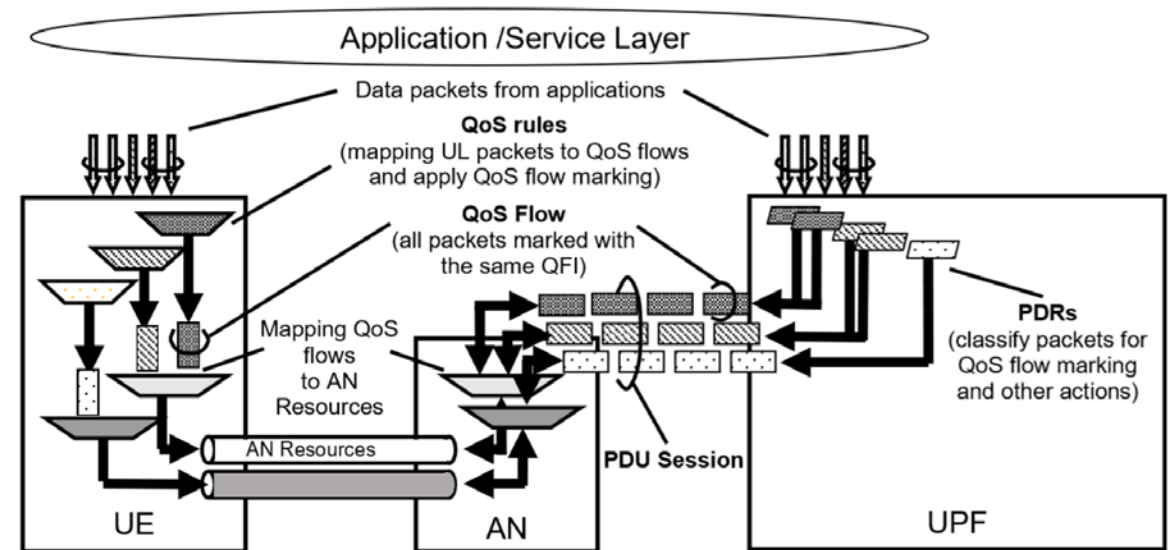 Application /Service Layer
Data packets from applications
QoS rules
(mapping UL packets to QoS flows
and apply QoS flow marking)
QoS Flow
(all packets marked with
the same QFI)
Mapping QoS
flows
to AN
Resources
PDRs
(classify packets for
QoS flow marking
and other actions)
AN Resources
PDU Session
UE
AN
UPF